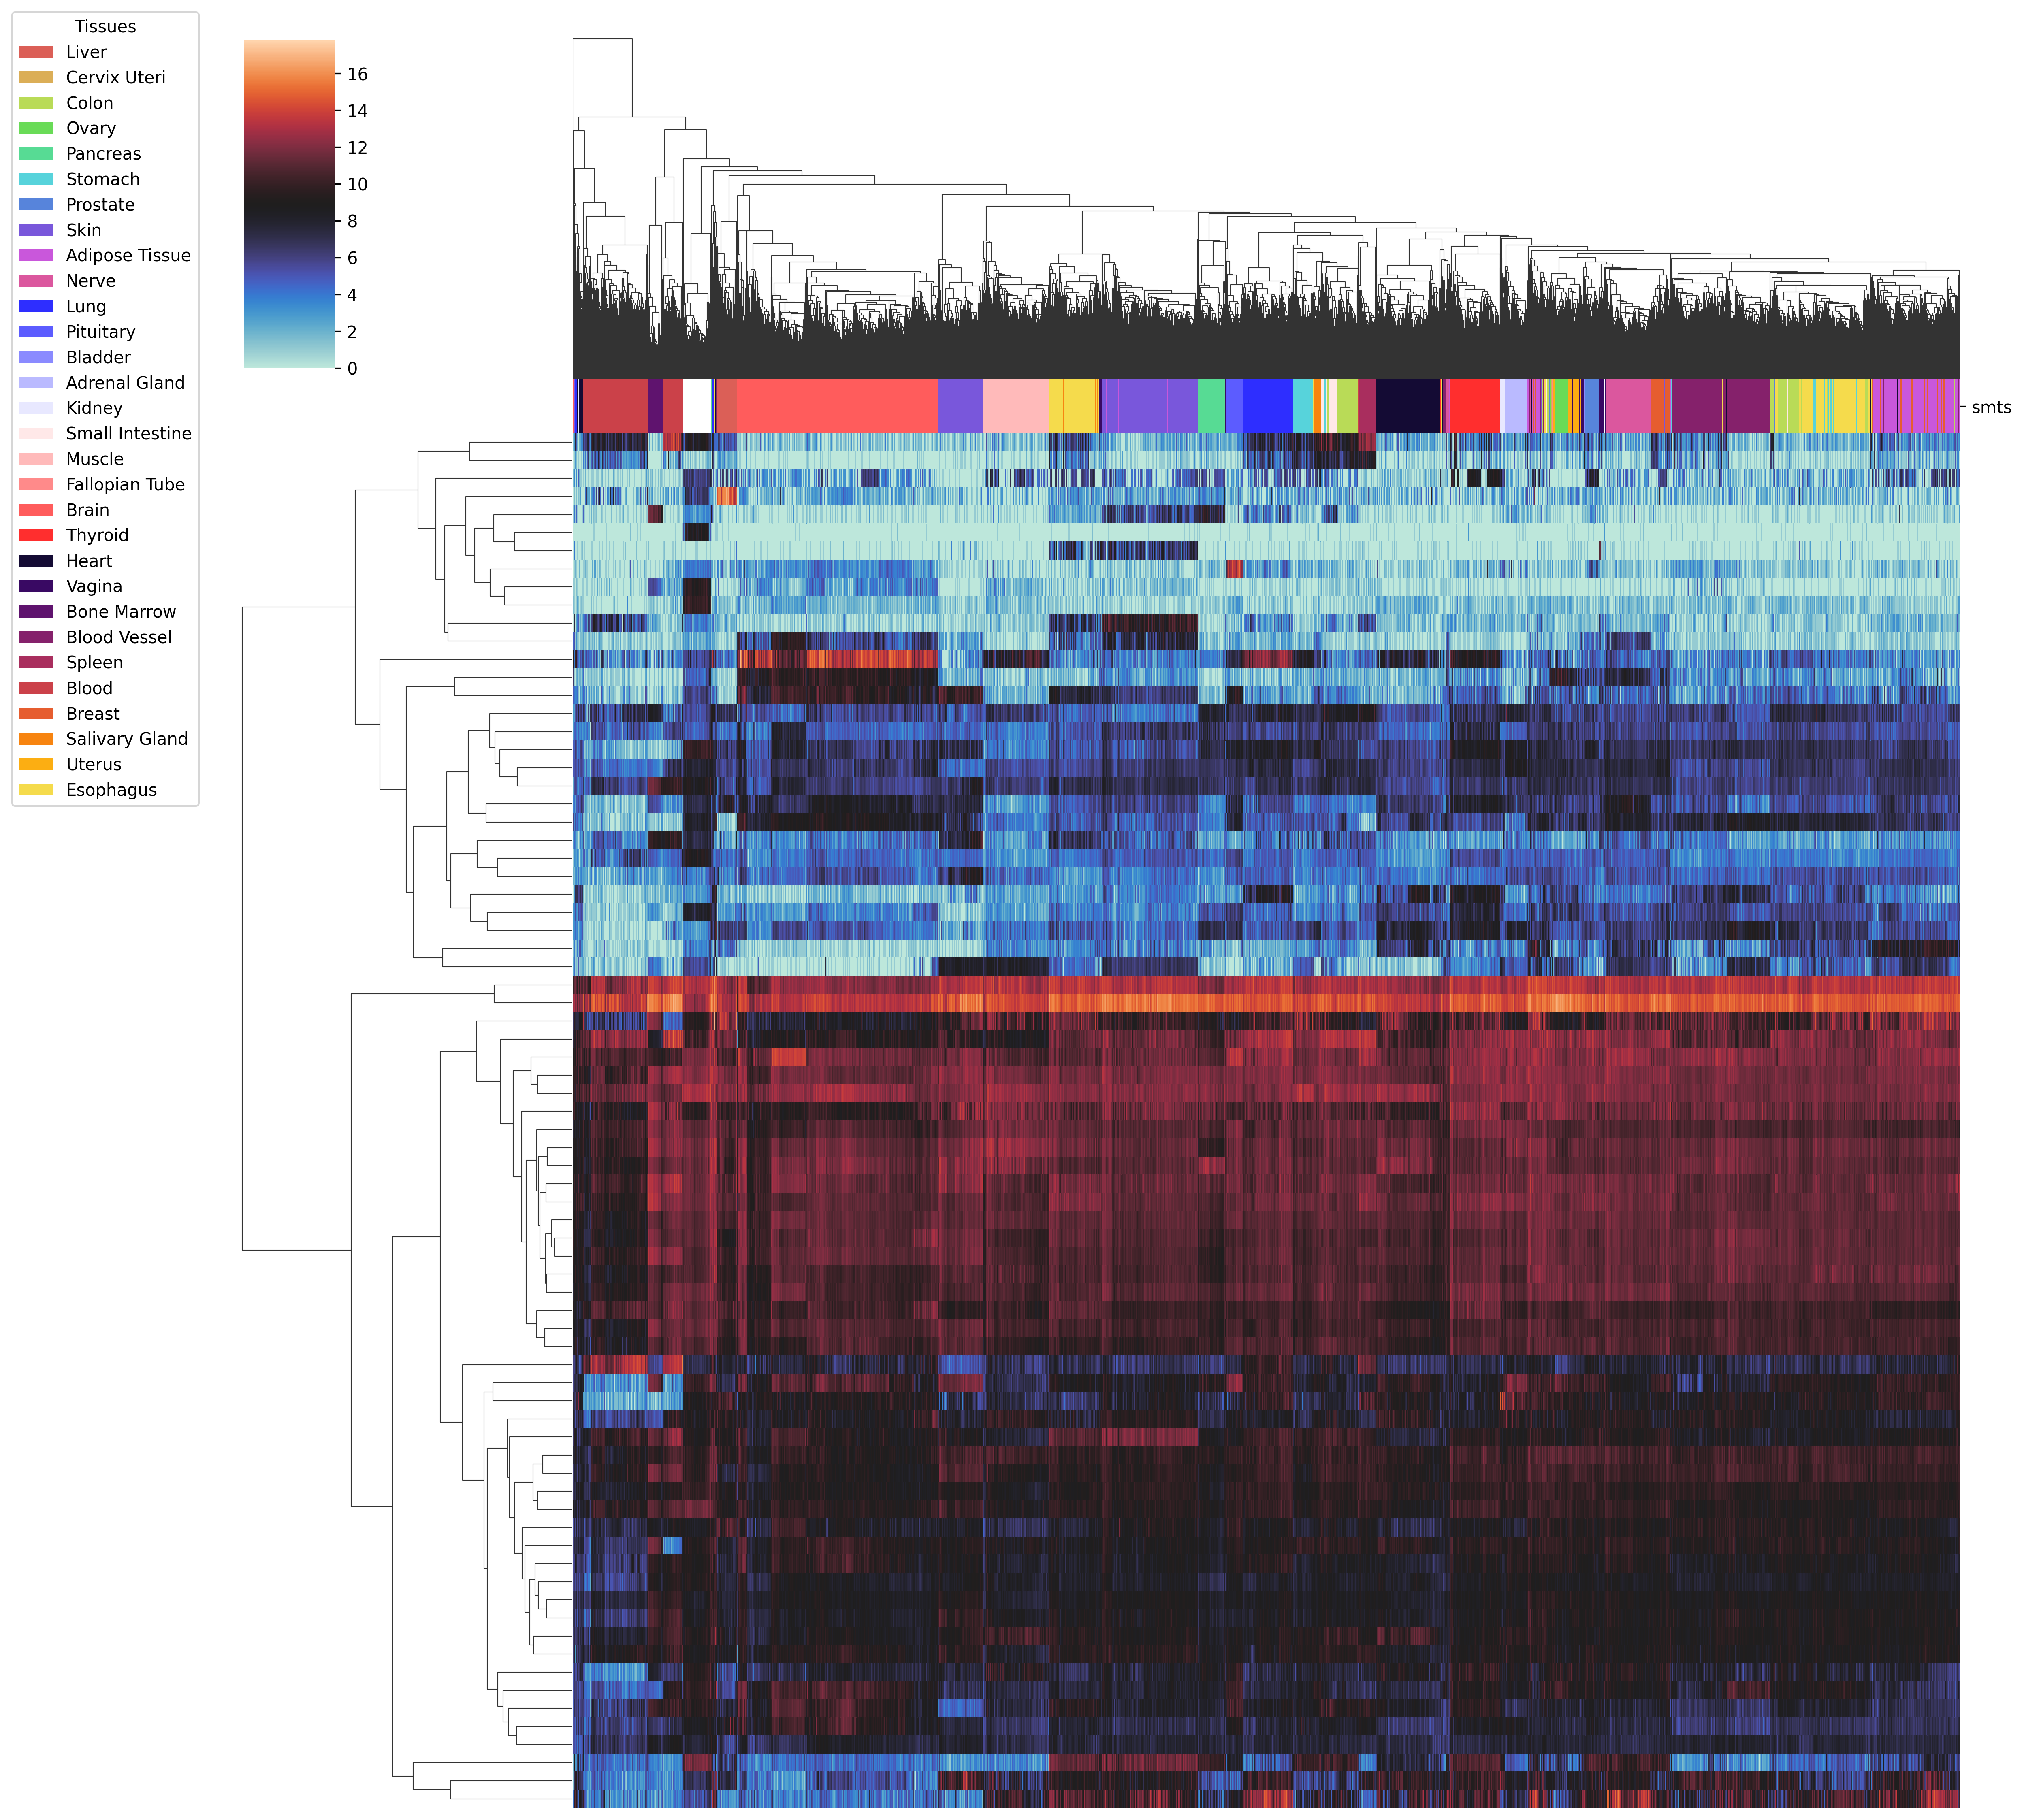 Tissues
Liver
Cervix Uteri
Colon
Ovary
Pancreas
Stomach
Prostate
Skin
Adipose Tissue
Nerve
Lung
Pituitary
Bladder
Adrenal Gland
Kidney
Small Intestine
Muscle
Fallopian Tube
Brain
Thyroid
Heart
Vagina
Bone Marrow
Blood Vessel
Spleen
Blood
Breast
Salivary Gland
Uterus
Esophagus
16
14
12
10
8
6
4
2
0
smts